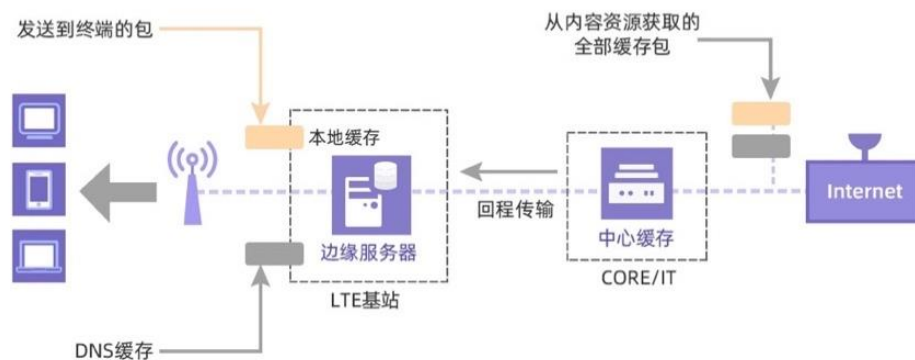 发送到终端的包
从内容资源获取的
全部缓存包
本地缓存
Internet
回程传输
边缘服务器
中心缓存
LTE基站
CORE/IT
DNS缓存